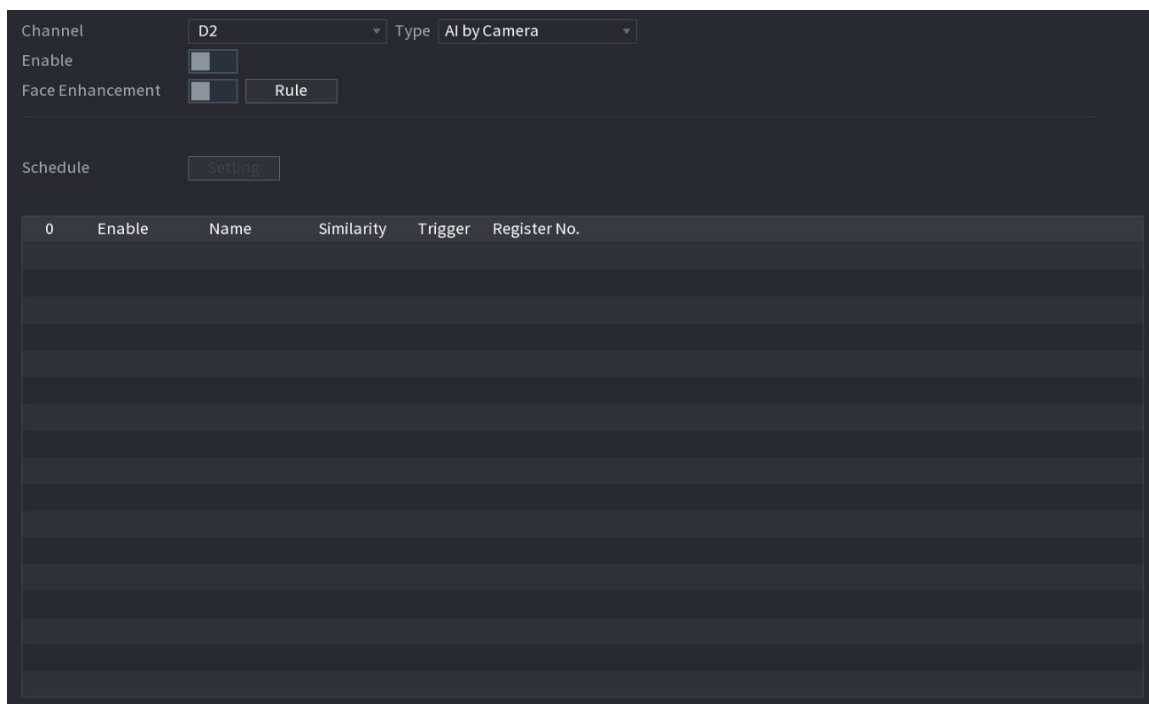 Channel D2 Type AI by Camera
Enable
Face Enhancement Rule
Schedule Setting
0 Enable Name Similarity Trigger Register No.